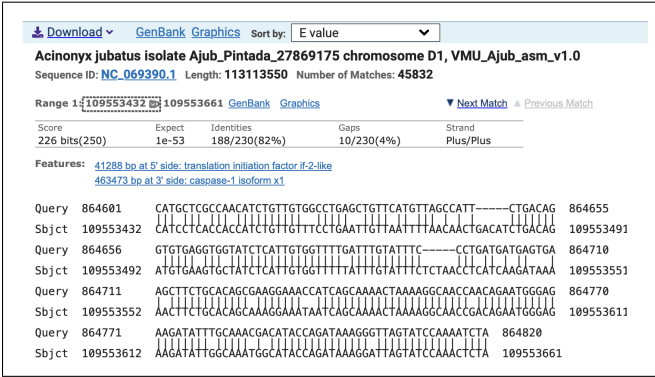 Download GenBank Graphics Sort by: E value
Acinonyx jubatus isolate Ajub_Pintada_27869175 chromosome D1, VMU_Ajub_asm_v1.0
Sequence ID: NC_069390.1 Length: 113113550 Number of Matches: 45832
Range 1: 109553432 to 109553661 GenBank Graphics Next Match Previous Match
Score Expect Identities Gaps Strand
226 bits(250) 1e-53 188/230(82%) 10/230(4%) Plus/Plus
Features: 41288 bp at 5' side: translation initiation factor if-2-like
463473 bp at 3' side: caspase-1 isoform x1
Query 864601 CATGCTCGCCAACATCTGTTGTGGCCTGAGCTGTTCATGTTAGCCATT-----CTGACAG 864655
Sbjct 109553432 CATCCTCACCACCATCTGTTGTTTCCTGAATTGTTAATTTTAACAACTGACATCTGACAG 109553491
Query 864656 GTGTGAGGTGGTATCTCATTGTGGTTTTGATTTGTATTTC-----CCTGATGATGAGTGA 864710
Sbjct 109553492 ATGTGAAGTGCTATCTCATTGTGGTTTTTATTTGTATTTCTCTAACCTCATCAAGATAAA 109553551
Query 864711 AGCTTCTGCACAGCGAAGGAAACCATCAGCAAAACTAAAAGGCAACCAACAGAATGGGAG 864770
Sbjct 109553552 AACTTCTGCACAGCAAAGGAAATAATCAGCAAAACTAAAAGGCAACCGACAGAATGGGAG 109553611
Query 864771 AAGATATTTGCAAACGACATACCAGATAAAGGGTTAGTATCCAAAATCTA 864820
Sbjct 109553612 AAGATATTGGCAAATGGCATACCAGATAAAGGATTAGTATCCAAACTCTA 109553661